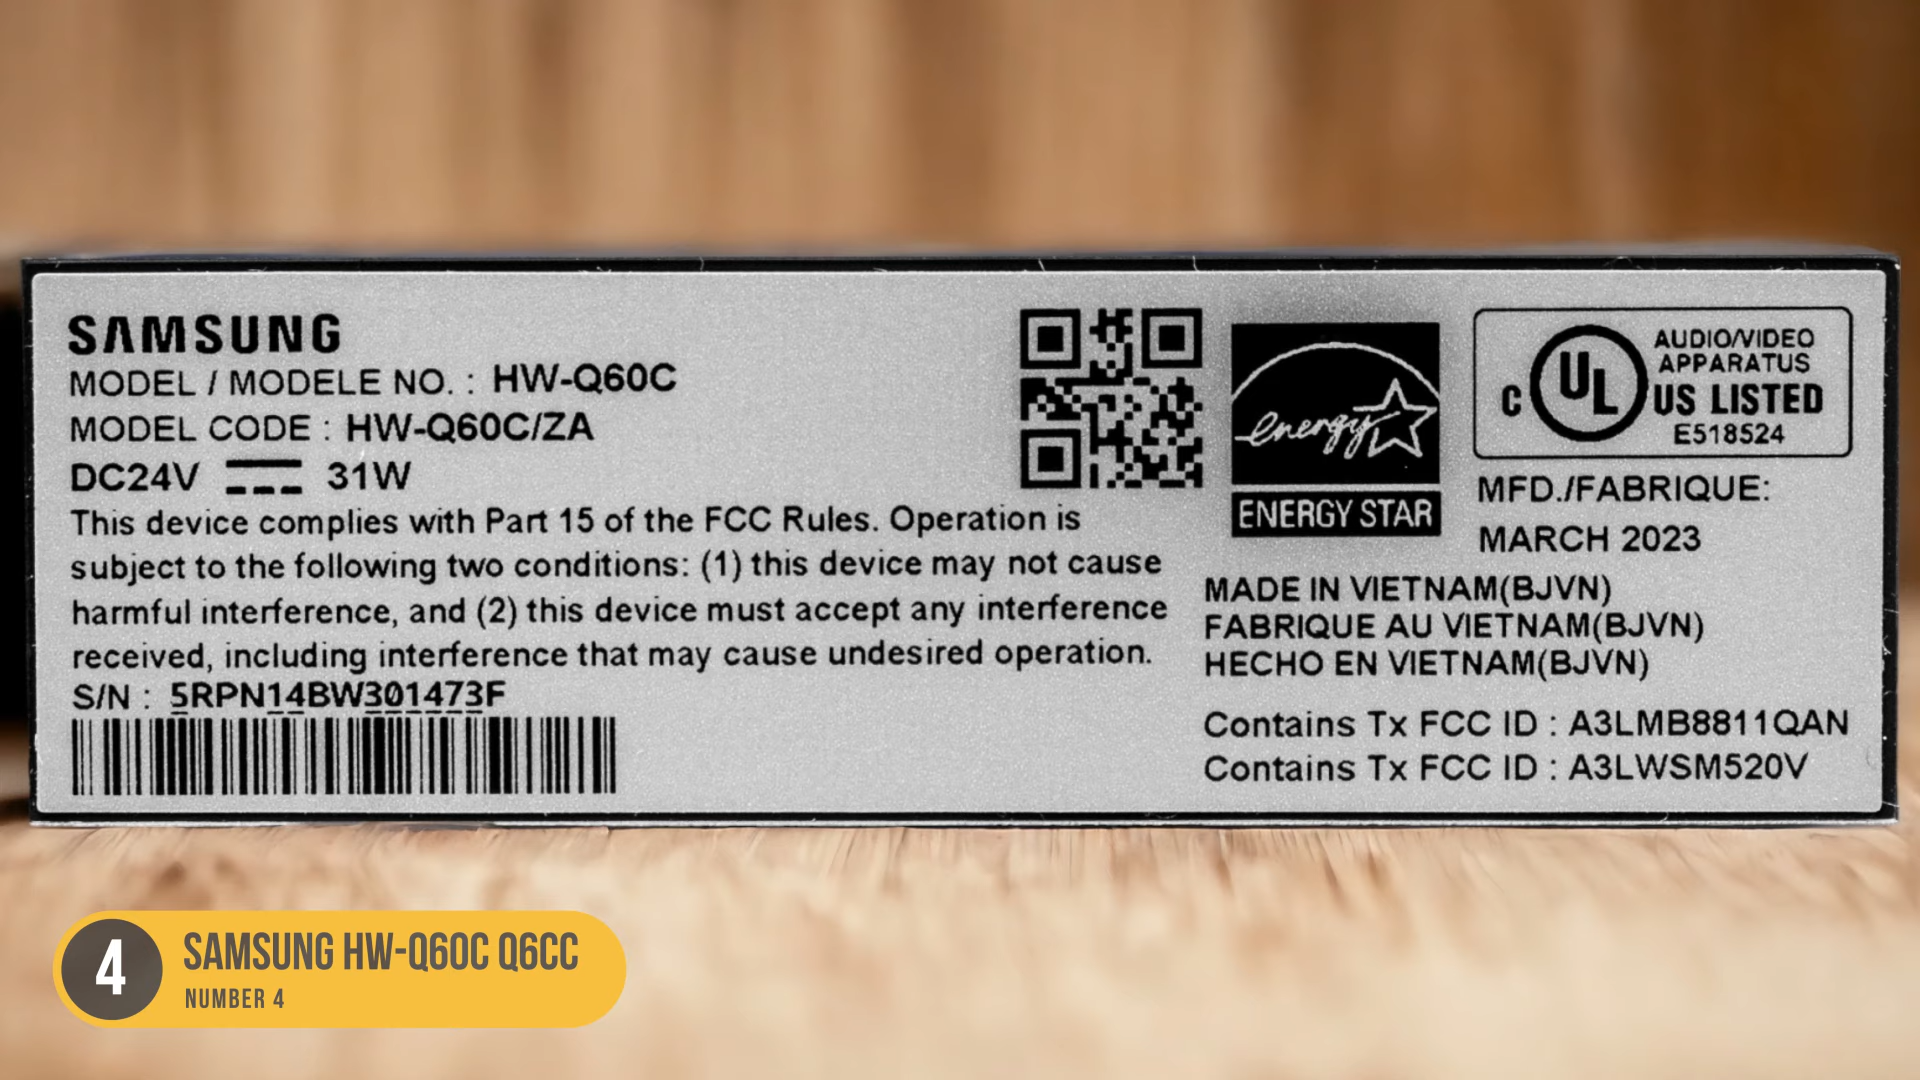 SAMSUNG
MODEL / MODELE NO. : HW-Q60C
MODEL CODE : HW-Q60C/ZA
DC24V 31W
This device complies with Part 15 of the FCC Rules. Operation is
subject to the following two conditions: (1) this device may not cause
harmful interference, and (2) this device must accept any interference
received, including interference that may cause undesired operation.
S/N : 5RPN14BW301473F
energy
ENERGY STAR
C UL US LISTED
AUDIO/VIDEO
APPARATUS
E518524
MFD./FABRIQUE:
MARCH 2023
MADE IN VIETNAM(BJVN)
FABRIQUE AU VIETNAM(BJVN)
HECHO EN VIETNAM(BJVN)
Contains Tx FCC ID : A3LMB8811QAN
Contains Tx FCC ID : A3LWSM520V
4
SAMSUNG HW-Q60C Q6CC
NUMBER 4